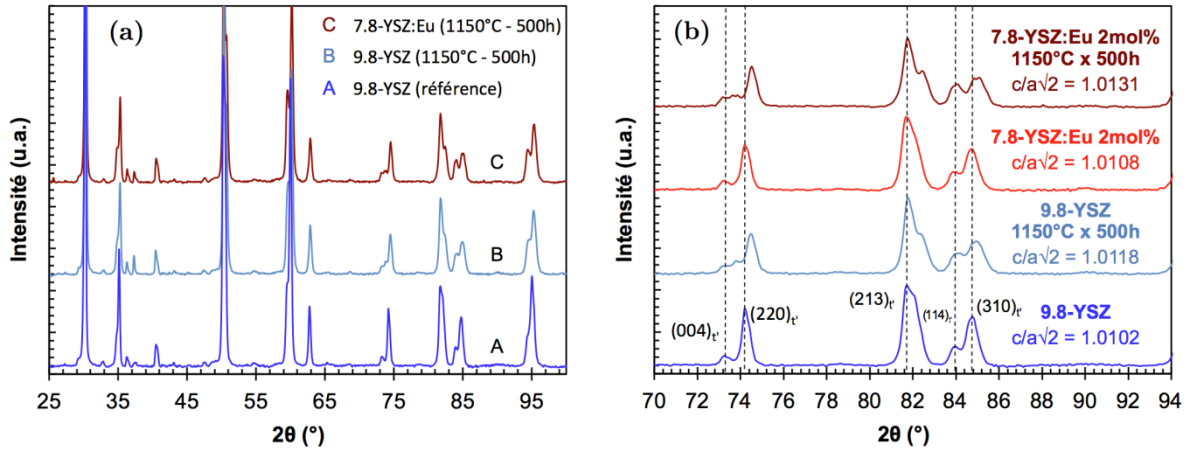 (a)
C 7.8-YSZ:Eu (1150°C - 500h)
B 9.8-YSZ (1150°C - 500h)
A 9.8-YSZ (référence)
Intensité (u.a.)
C
B
A
25 35 45 55 65 75 85 95
2θ (°)
(b)
7.8-YSZ:Eu 2mol%
1150°C x 500h
c/a√2 = 1.0131
7.8-YSZ:Eu 2mol%
c/a√2 = 1.0108
9.8-YSZ
1150°C x 500h
c/a√2 = 1.0118
9.8-YSZ
c/a√2 = 1.0102
(004)t'
(220)t'
(213)t'
(114)t'
(310)t'
Intensité (u.a.)
70 72 74 76 78 80 82 84 86 88 90 92 94
2θ (°)